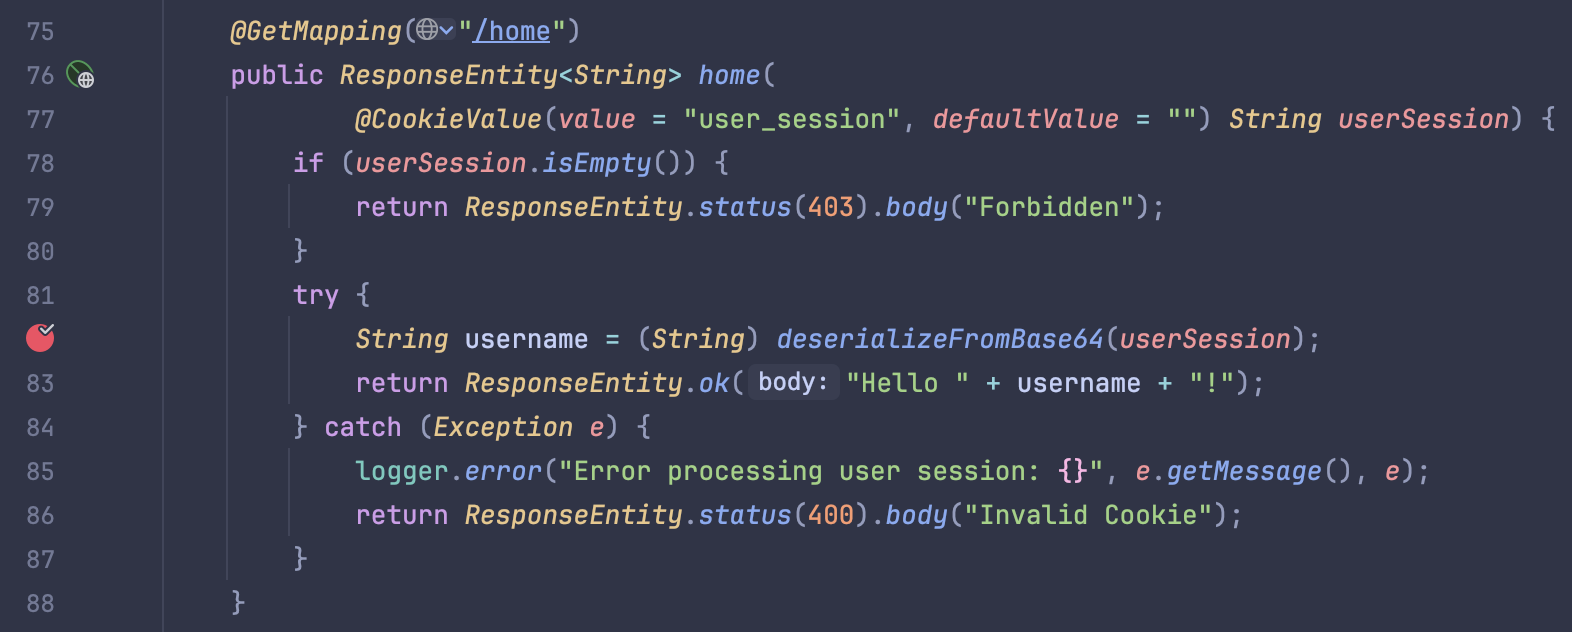 75 @GetMapping("/home")
76 public ResponseEntity<String> home(
77 @CookieValue(value = "user_session", defaultValue = "") String userSession) {
78 if (userSession.isEmpty()) {
79 return ResponseEntity.status(403).body("Forbidden");
80 }
81 try {
String username = (String) deserializeFromBase64(userSession);
83 return ResponseEntity.ok( body: "Hello " + username + "!");
84 } catch (Exception e) {
85 logger.error("Error processing user session: {}", e.getMessage(), e);
86 return ResponseEntity.status(400).body("Invalid Cookie");
87 }
88 }